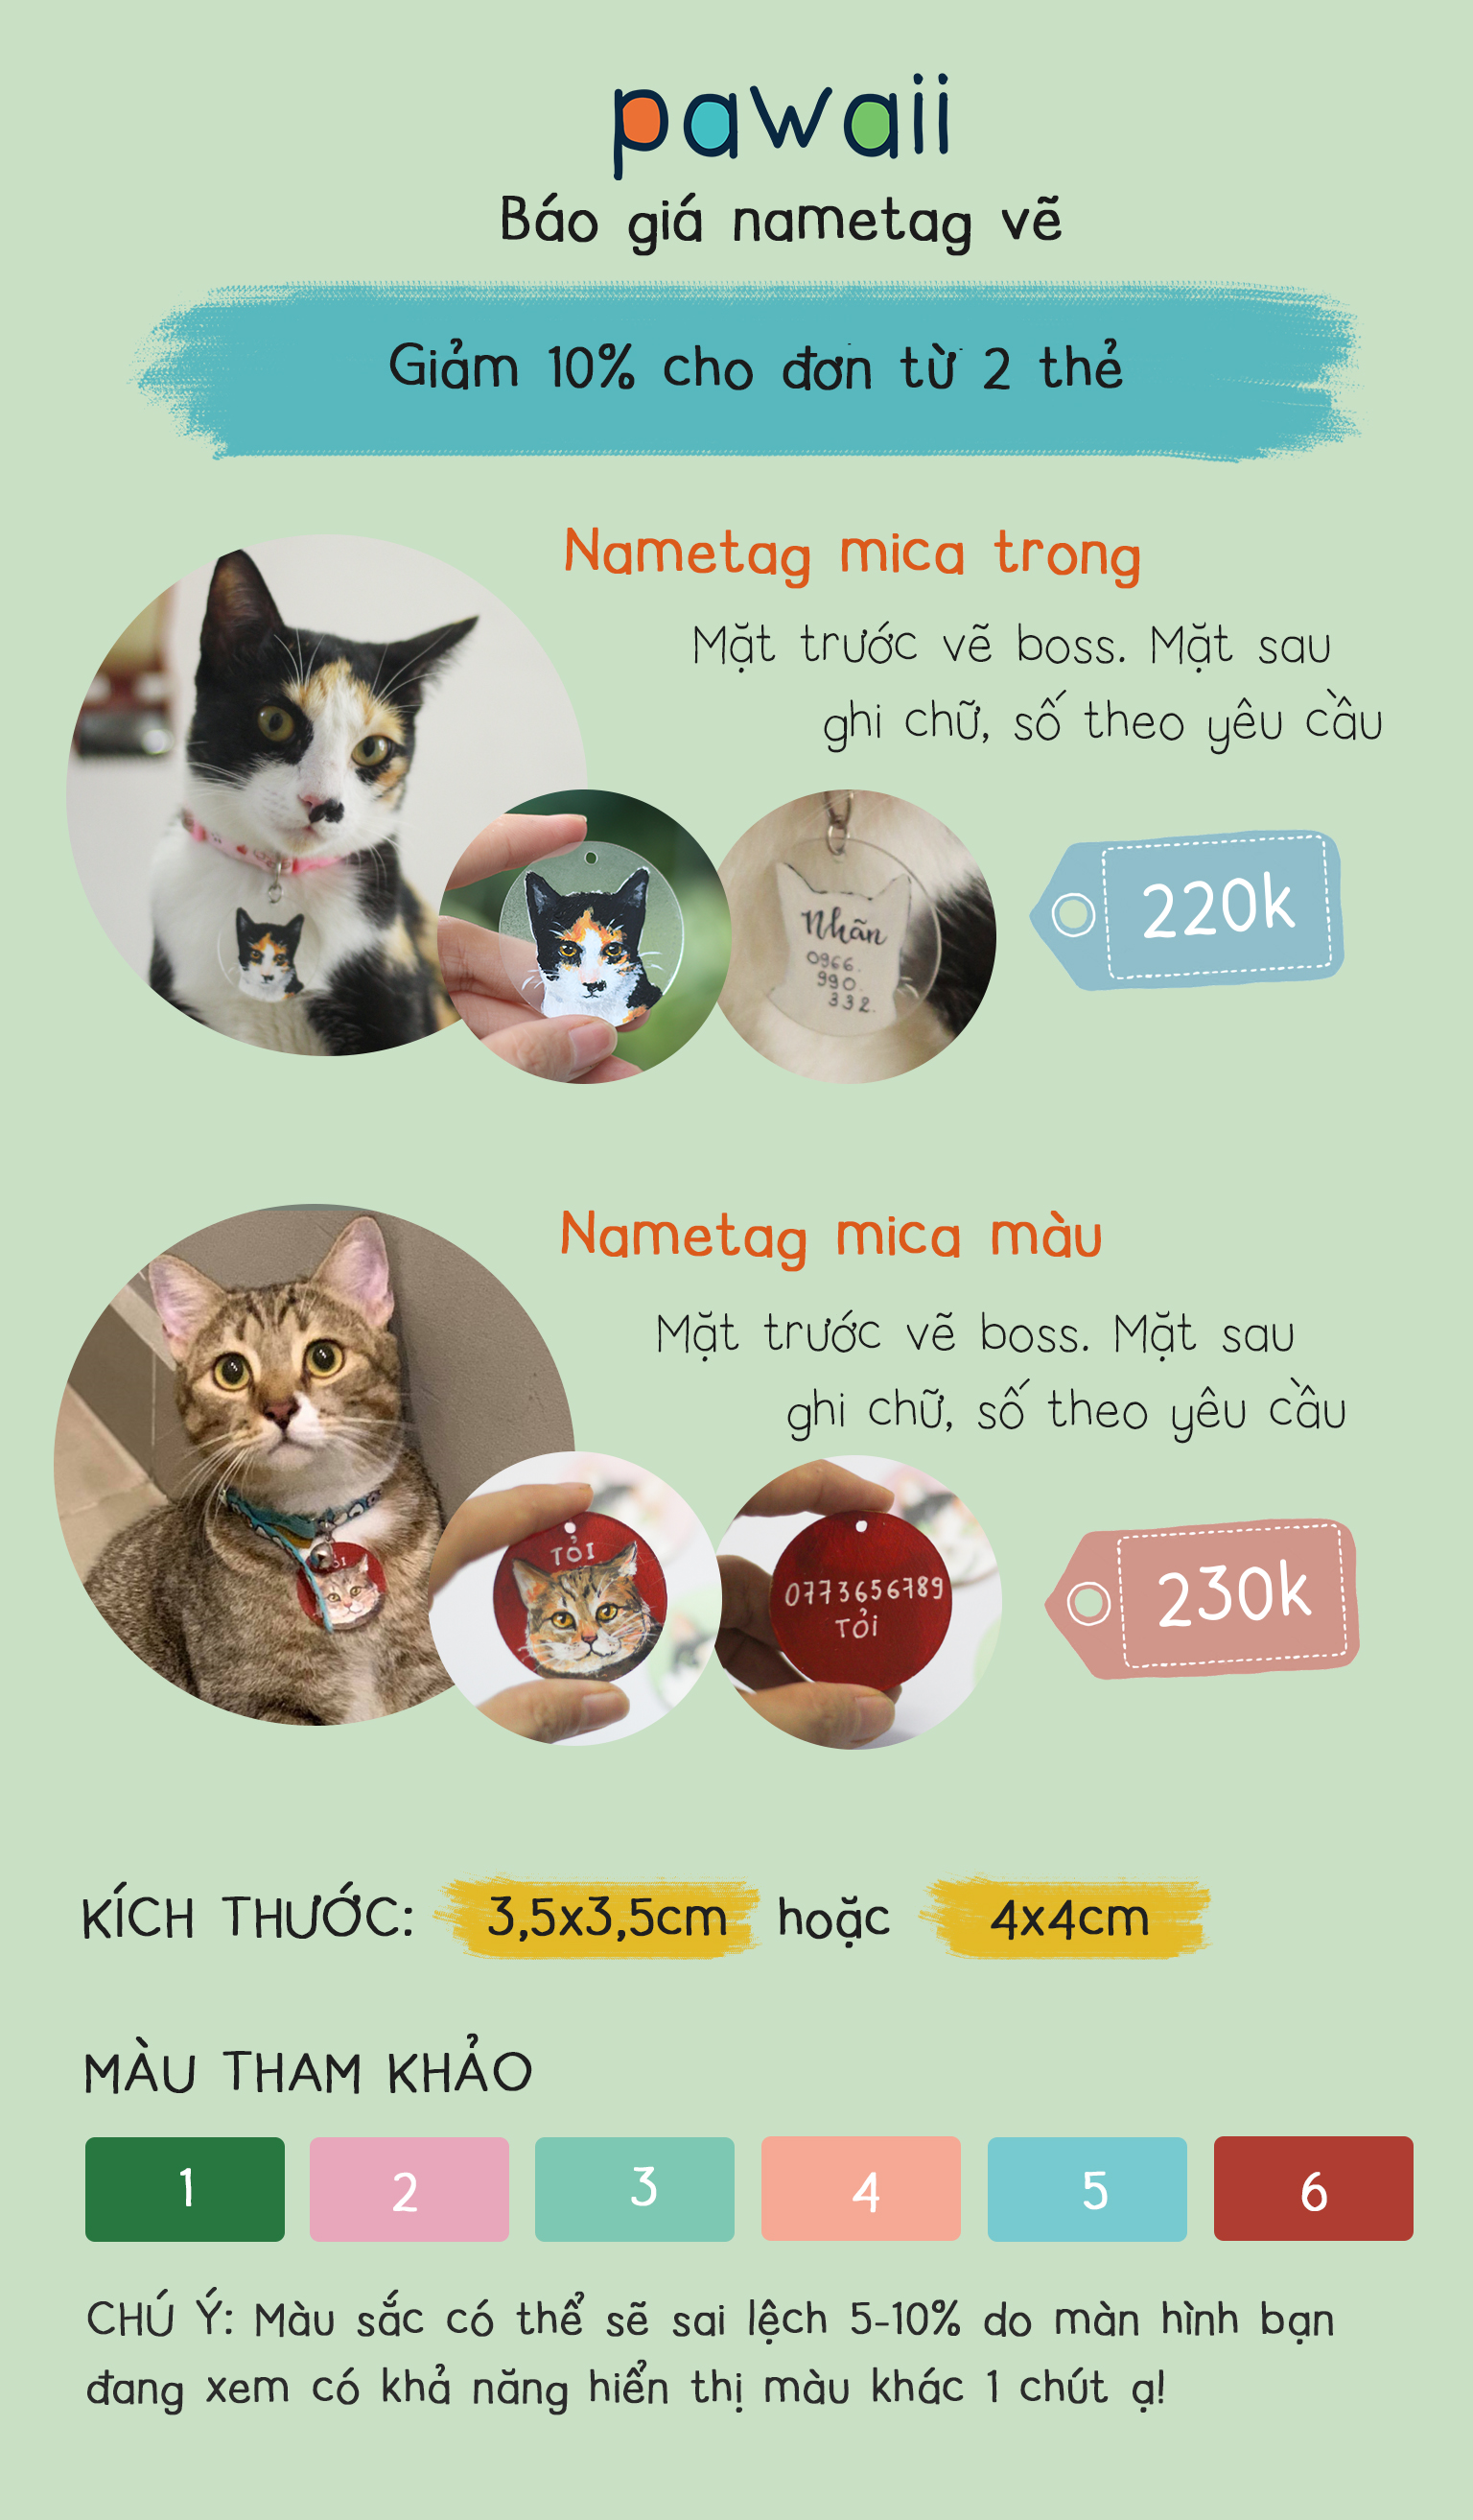 pawaii
Báo giá nametag vẽ
Giảm 10% cho đơn từ 2 thẻ
Nametag mica trong
Mặt trước vẽ boss. Mặt sau
ghi chữ, số theo yêu cầu
Nhãn
0966.
990.
332.
220k
Nametag mica màu
Mặt trước vẽ boss. Mặt sau
ghi chữ, số theo yêu cầu
TỎI
0773656789
TỎi
230k
KÍCH THƯỚC: 3,5x3,5cm hoặc 4x4cm
MÀU THAM KHẢO
1 2 3 4 5 6
CHÚ Ý: Màu sắc có thể sẽ sai lệch 5-10% do màn hình bạn
đang xem có khả năng hiển thị màu khác 1 chút ạ!